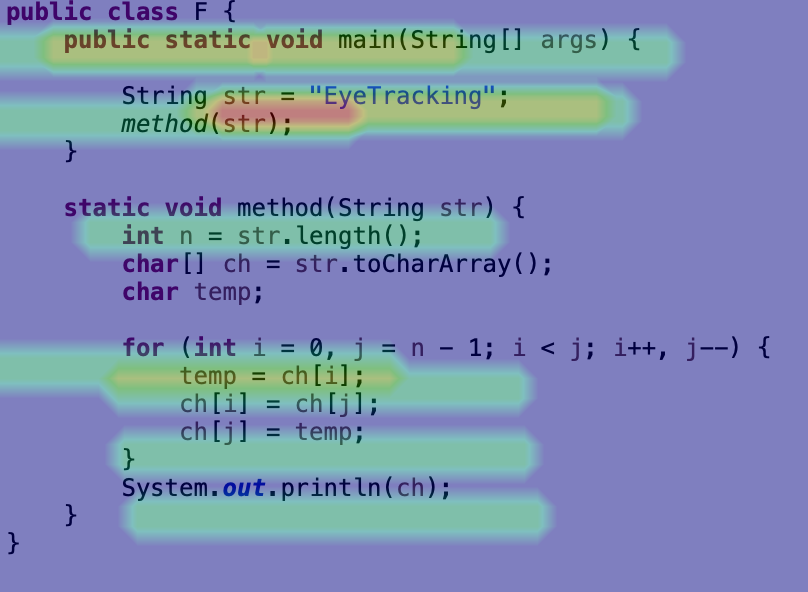 public class F {
public static void main(String[] args) {
String str = "EyeTracking";
method(str);
}
static void method(String str) {
int n = str.length();
char[] ch = str.toCharArray();
char temp;
for (int i = 0, j = n - 1; i < j; i++, j--) {
temp = ch[i];
ch[i] = ch[j];
ch[j] = temp;
}
System.out.println(ch);
}
}